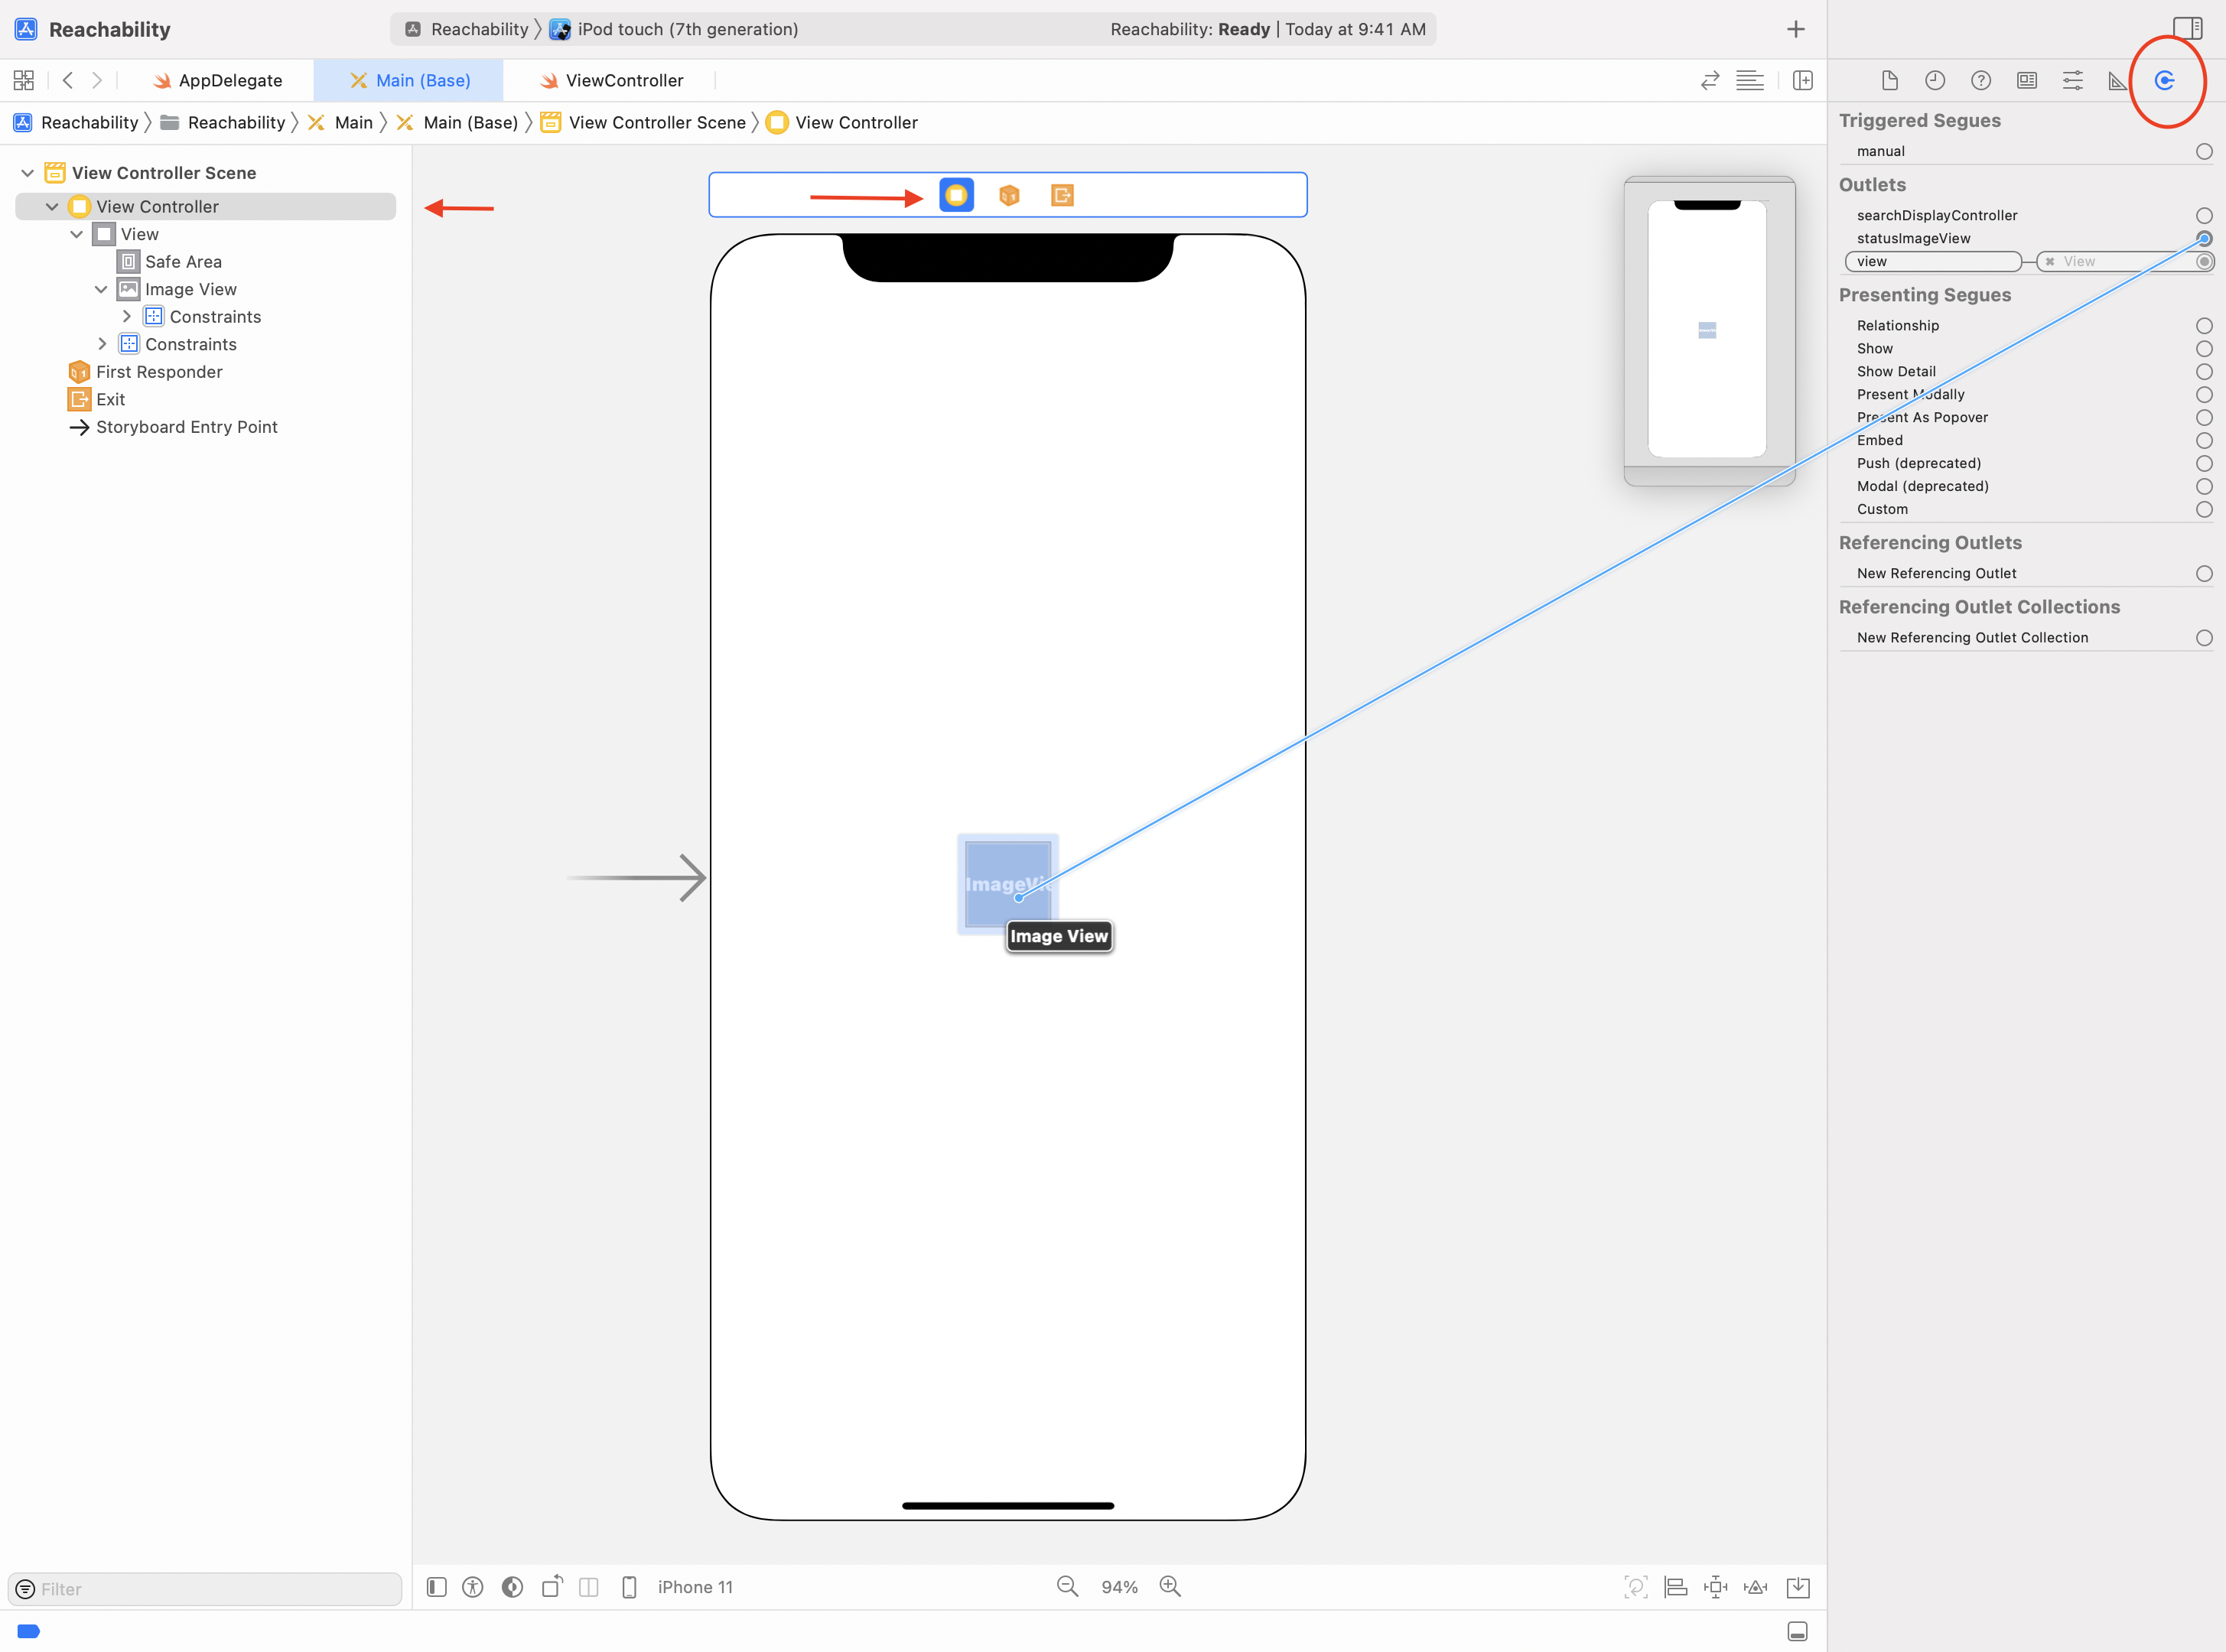 Reachability
Reachability
iPod touch (7th generation)
Reachability: Ready | Today at 9:41 AM
AppDelegate
Main (Base)
ViewController
Reachability
Reachability
Main
Main (Base)
View Controller Scene
View Controller
View Controller Scene
View Controller
View
Safe Area
Image View
Constraints
Constraints
First Responder
Exit
Storyboard Entry Point
Filter
ImageVie
Image View
iPhone 11
94%
Triggered Segues
manual
Outlets
searchDisplayController
statusImageView
view
View
Presenting Segues
Relationship
Show
Show Detail
Present Modally
Present As Popover
Embed
Push (deprecated)
Modal (deprecated)
Custom
Referencing Outlets
New Referencing Outlet
Referencing Outlet Collections
New Referencing Outlet Collection